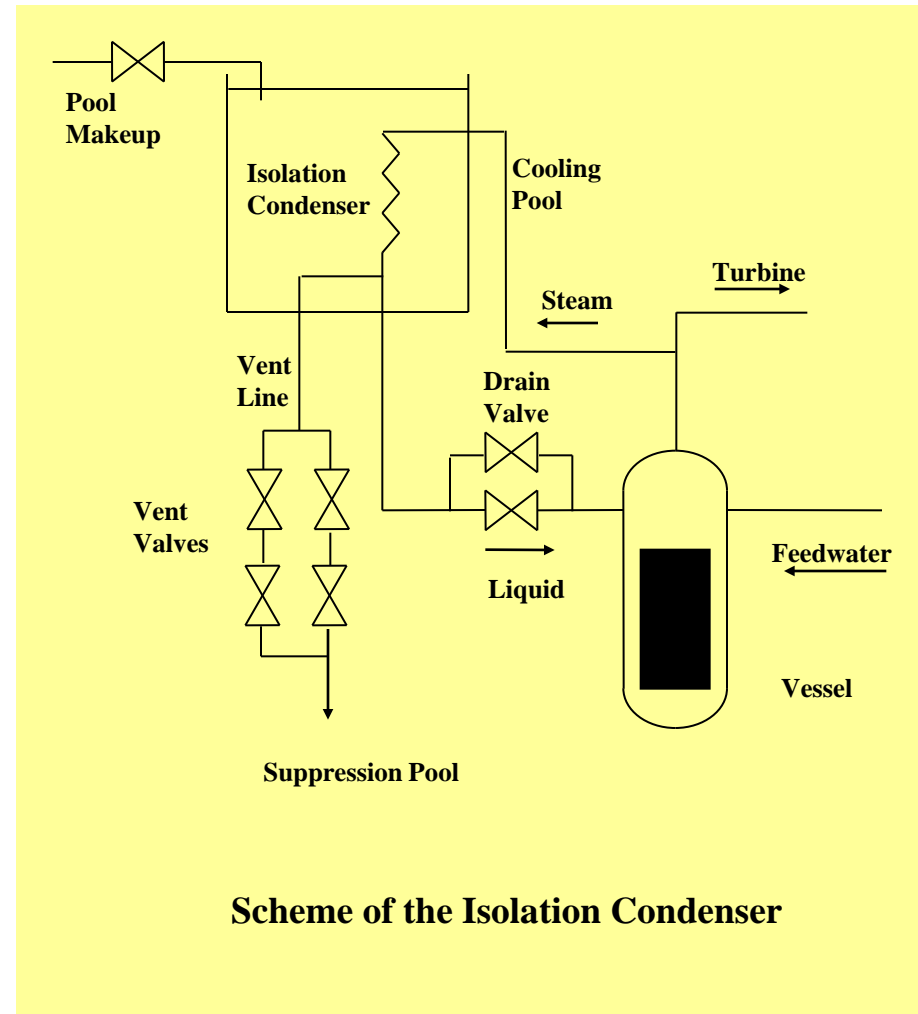 Pool
Makeup
Isolation
Condenser
Cooling
Pool
Turbine
Steam
Vent
Line
Drain
Valve
Vent
Valves
Feedwater
Liquid
Vessel
Suppression Pool
Scheme of the Isolation Condenser